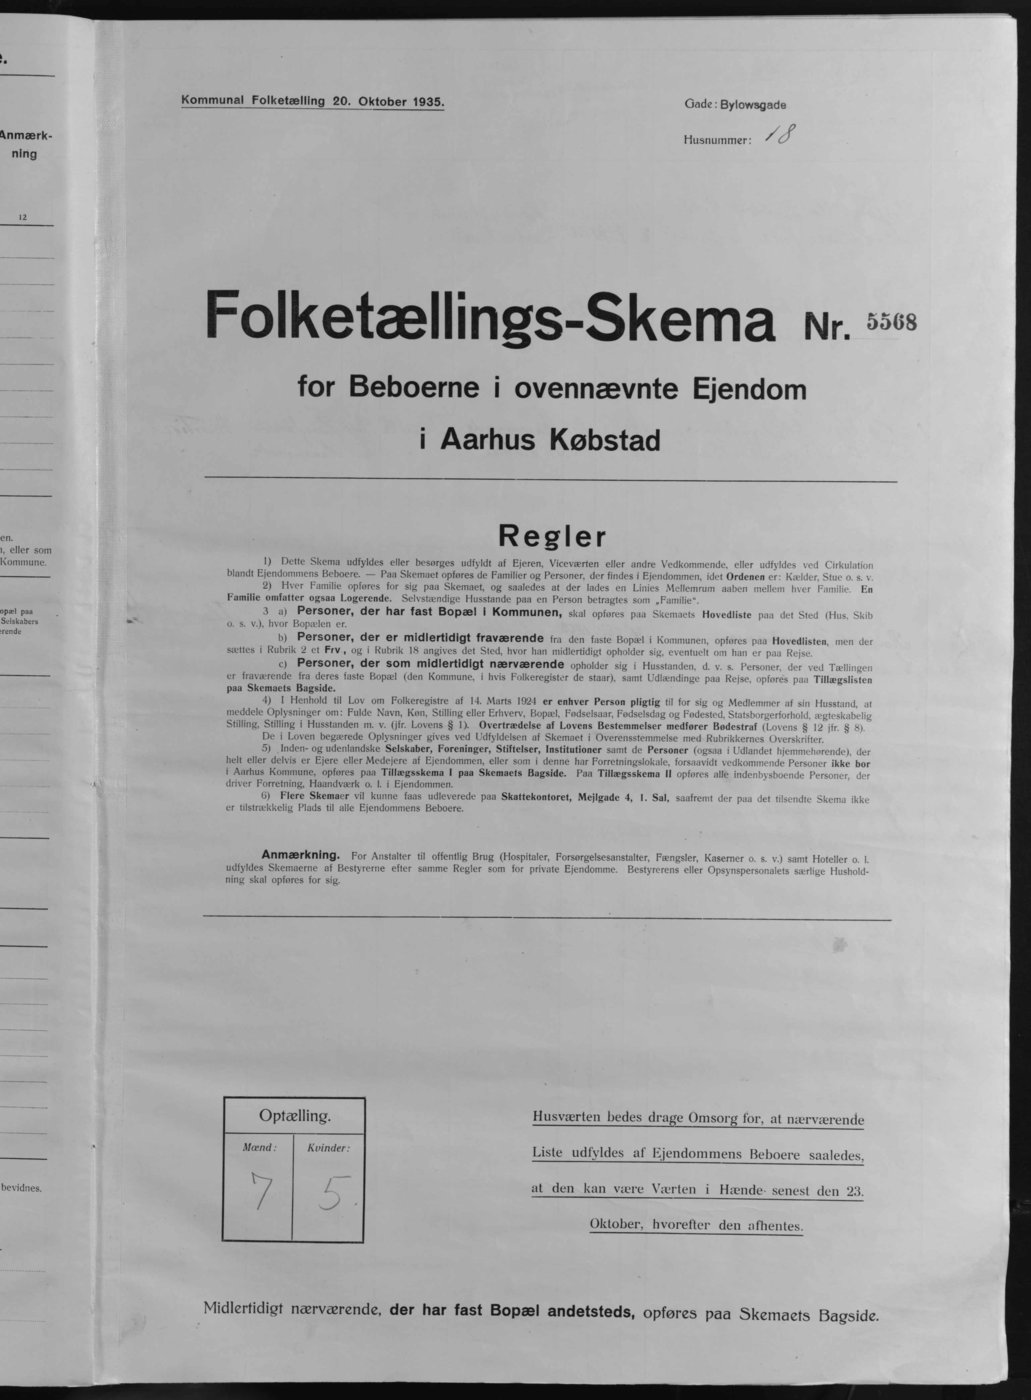 e.
Anmærk-
ning
12
en.
, eller som
Kommune.
opæl paa
Selskabers
erende
bevidnes.
Kommunal Folketælling 20. Oktober 1935.
Gade: Bylowsgade
Husnummer: 18
Folketællings-Skema Nr. 5568
for Beboerne i ovennævnte Ejendom
i Aarhus Købstad
Regler
1) Dette Skema udfyldes eller besørges udfyldt af Ejeren, Viceværten eller andre Vedkommende, eller udfyldes ved Cirkulation
blandt Ejendommens Beboere. — Paa Skemaet opføres de Familier og Personer, der findes i Ejendommen, idet Ordenen er: Kælder, Stue o. s. v.
2) Hver Familie opføres for sig paa Skemaet, og saaledes at der lades en Linies Mellemrum aaben mellem hver Familie. En
Familie omfatter ogsaa Logerende. Selvstændige Husstande paa en Person betragtes som „Familie“.
3 a) Personer, der har fast Bopæl i Kommunen, skal opføres paa Skemaets Hovedliste paa det Sted (Hus, Skib
o. s. v.), hvor Bopælen er.
b) Personer, der er midlertidigt fraværende fra den faste Bopæl i Kommunen, opføres paa Hovedlisten, men der
sættes i Rubrik 2 et Frv., og i Rubrik 18 angives det Sted, hvor han midlertidigt opholder sig, eventuelt om han er paa Rejse.
c) Personer, der som midlertidigt nærværende opholder sig i Husstanden, d. v. s. Personer, der ved Tællingen
er fraværende fra deres faste Bopæl (den Kommune, i hvis Folkeregister de staar), samt Udlændinge paa Rejse, opføres paa Tillægslisten
paa Skemaets Bagside.
4) I Henhold til Lov om Folkeregistre af 14. Marts 1924 er enhver Person pligtig til for sig og Medlemmer af sin Husstand, at
meddele Oplysninger om: Fulde Navn, Køn, Stilling eller Erhverv, Bopæl, Fødselsaar, Fødselsdag og Fødested, Statsborgerforhold, ægteskabelig
Stilling, Stilling i Husstanden m. v. (jfr. Lovens § 1). Overtrædelse af Lovens Bestemmelser medfører Bødestraf (Lovens § 12 jfr. § 8).
De i Loven begærede Oplysninger gives ved Udfyldelsen af Skemaet i Overensstemmelse med Rubrikkernes Overskrifter.
5) Inden- og udenlandske Selskaber, Foreninger, Stiftelser, Institutioner samt de Personer (ogsaa i Udlandet hjemmehørende), der
helt eller delvis er Ejere eller Medejere af Ejendommen, eller som i denne har Forretningslokale, forsaavidt vedkommende Personer ikke bor
i Aarhus Kommune, opføres paa Tillægsskema I paa Skemaets Bagside. Paa Tillægsskema II opføres alle indenbysboende Personer, der
driver Forretning, Haandværk o. l. i Ejendommen.
6) Flere Skemaer vil kunne faas udleverede paa Skattekontoret, Mejlgade 4, 1. Sal, saafremt der paa det tilsendte Skema ikke
er tilstrækkelig Plads til alle Ejendommens Beboere.
Anmærkning. For Anstalter til offentlig Brug (Hospitaler, Forsørgelsesanstalter, Fængsler, Kaserner o. s. v.) samt Hoteller o. l.
udfyldes Skemaerne af Bestyrerne efter samme Regler som for private Ejendomme. Bestyrerens eller Opsynspersonalets særlige Hushold-
ning skal opføres for sig.
Optælling.
Mænd: Kvinder:
7 5.
Husværten bedes drage Omsorg for, at nærværende
Liste udfyldes af Ejendommens Beboere saaledes,
at den kan være Værten i Hænde senest den 23.
Oktober, hvorefter den afhentes.
Midlertidigt nærværende, der har fast Bopæl andetsteds, opføres paa Skemaets Bagside.